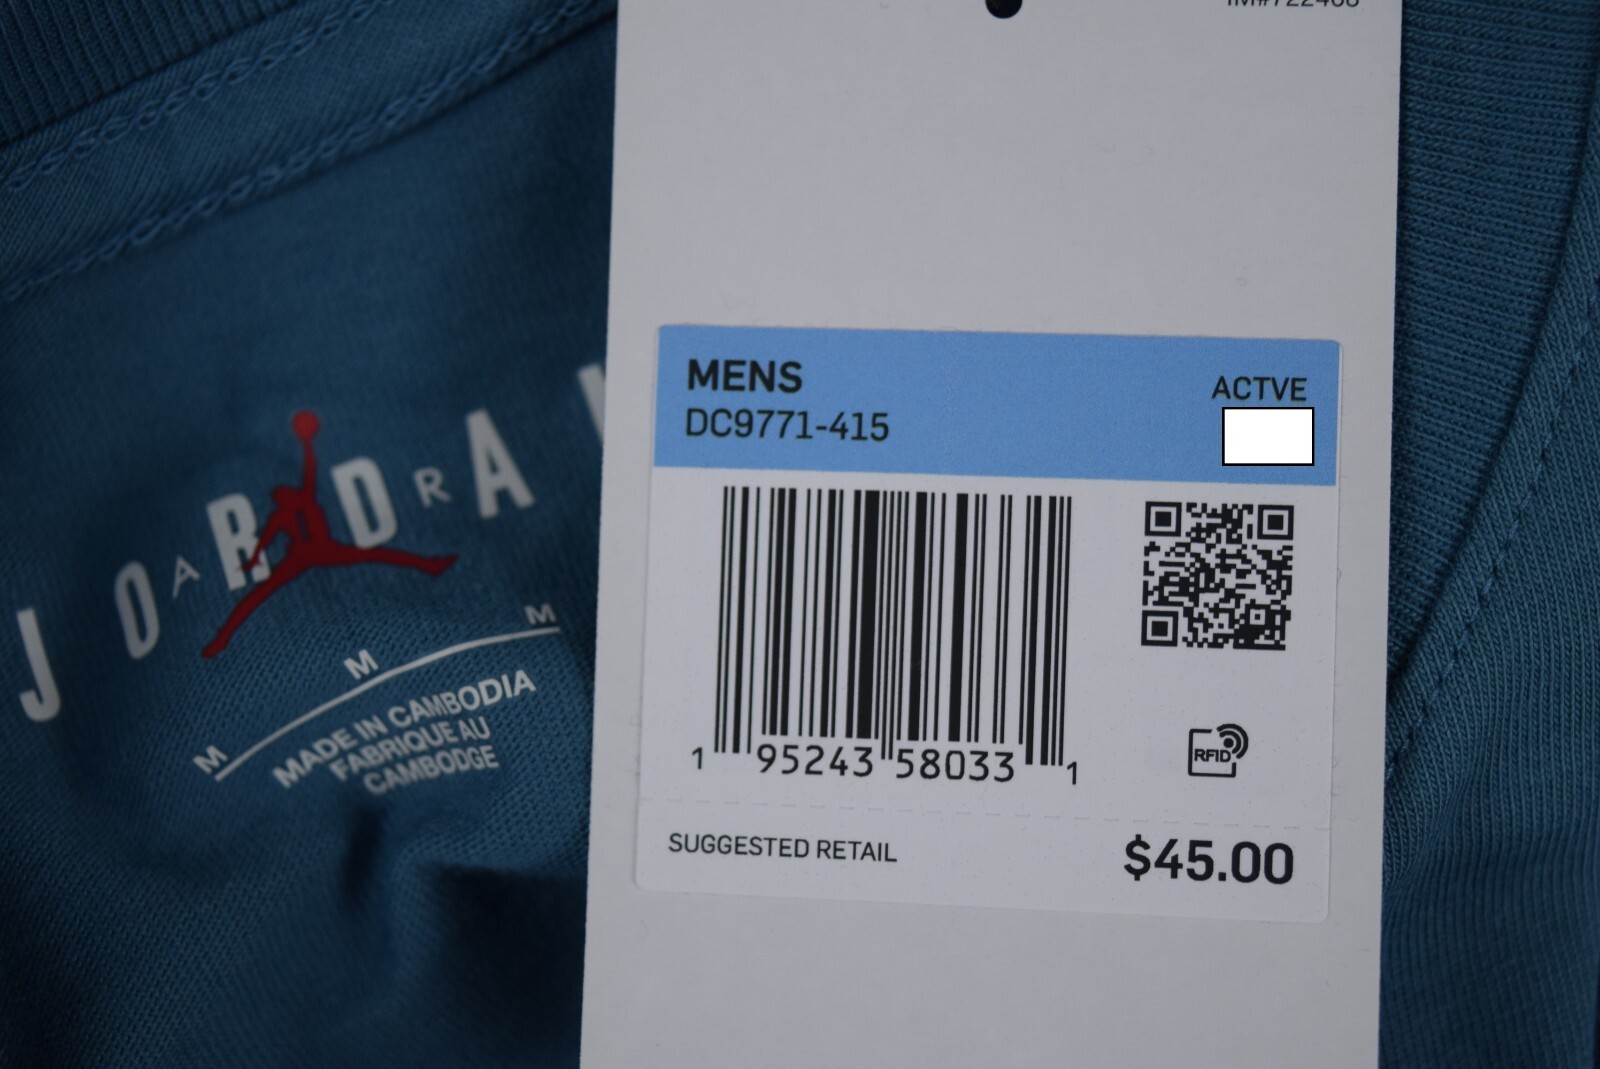 J O A R D R A
M M M
MADE IN CAMBODIA
FABRIQUE AU
CAMBODGE
MENS
DC9771-415
ACTVE
1 95243 58033 1
RFID
SUGGESTED RETAIL
$45.00